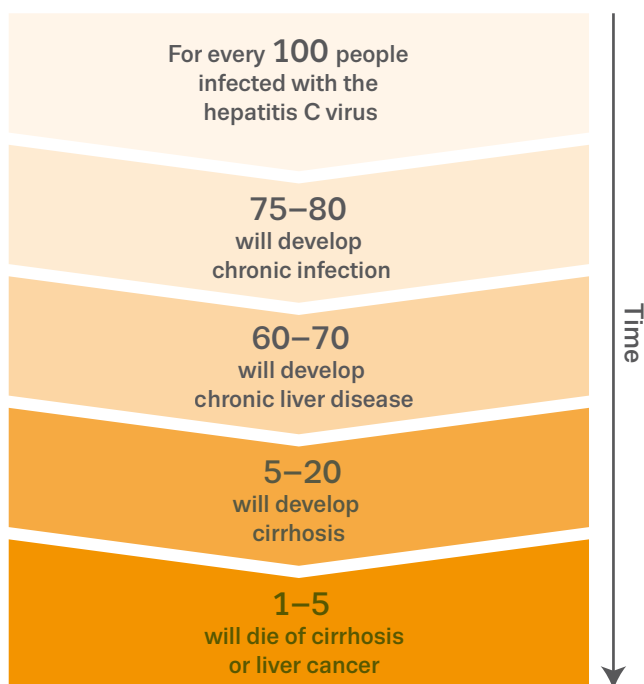 For every 100 people
infected with the
hepatitis C virus
75–80
will develop
chronic infection
60–70
will develop
chronic liver disease
5–20
will develop
cirrhosis
1–5
will die of cirrhosis
or liver cancer
Time